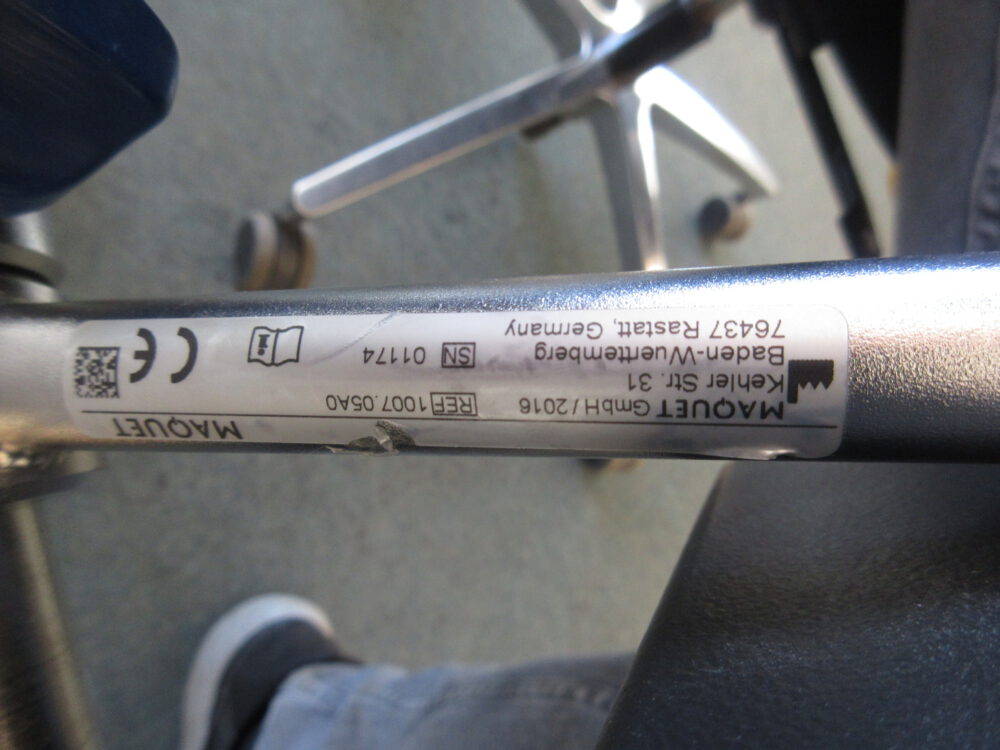 MAQUET
MAQUET GmbH / 2016
Kehler Str. 31
Baden-Wuerttemberg
76437 Rastatt, Germany
REF 1007.05A0
SN 01174
CE